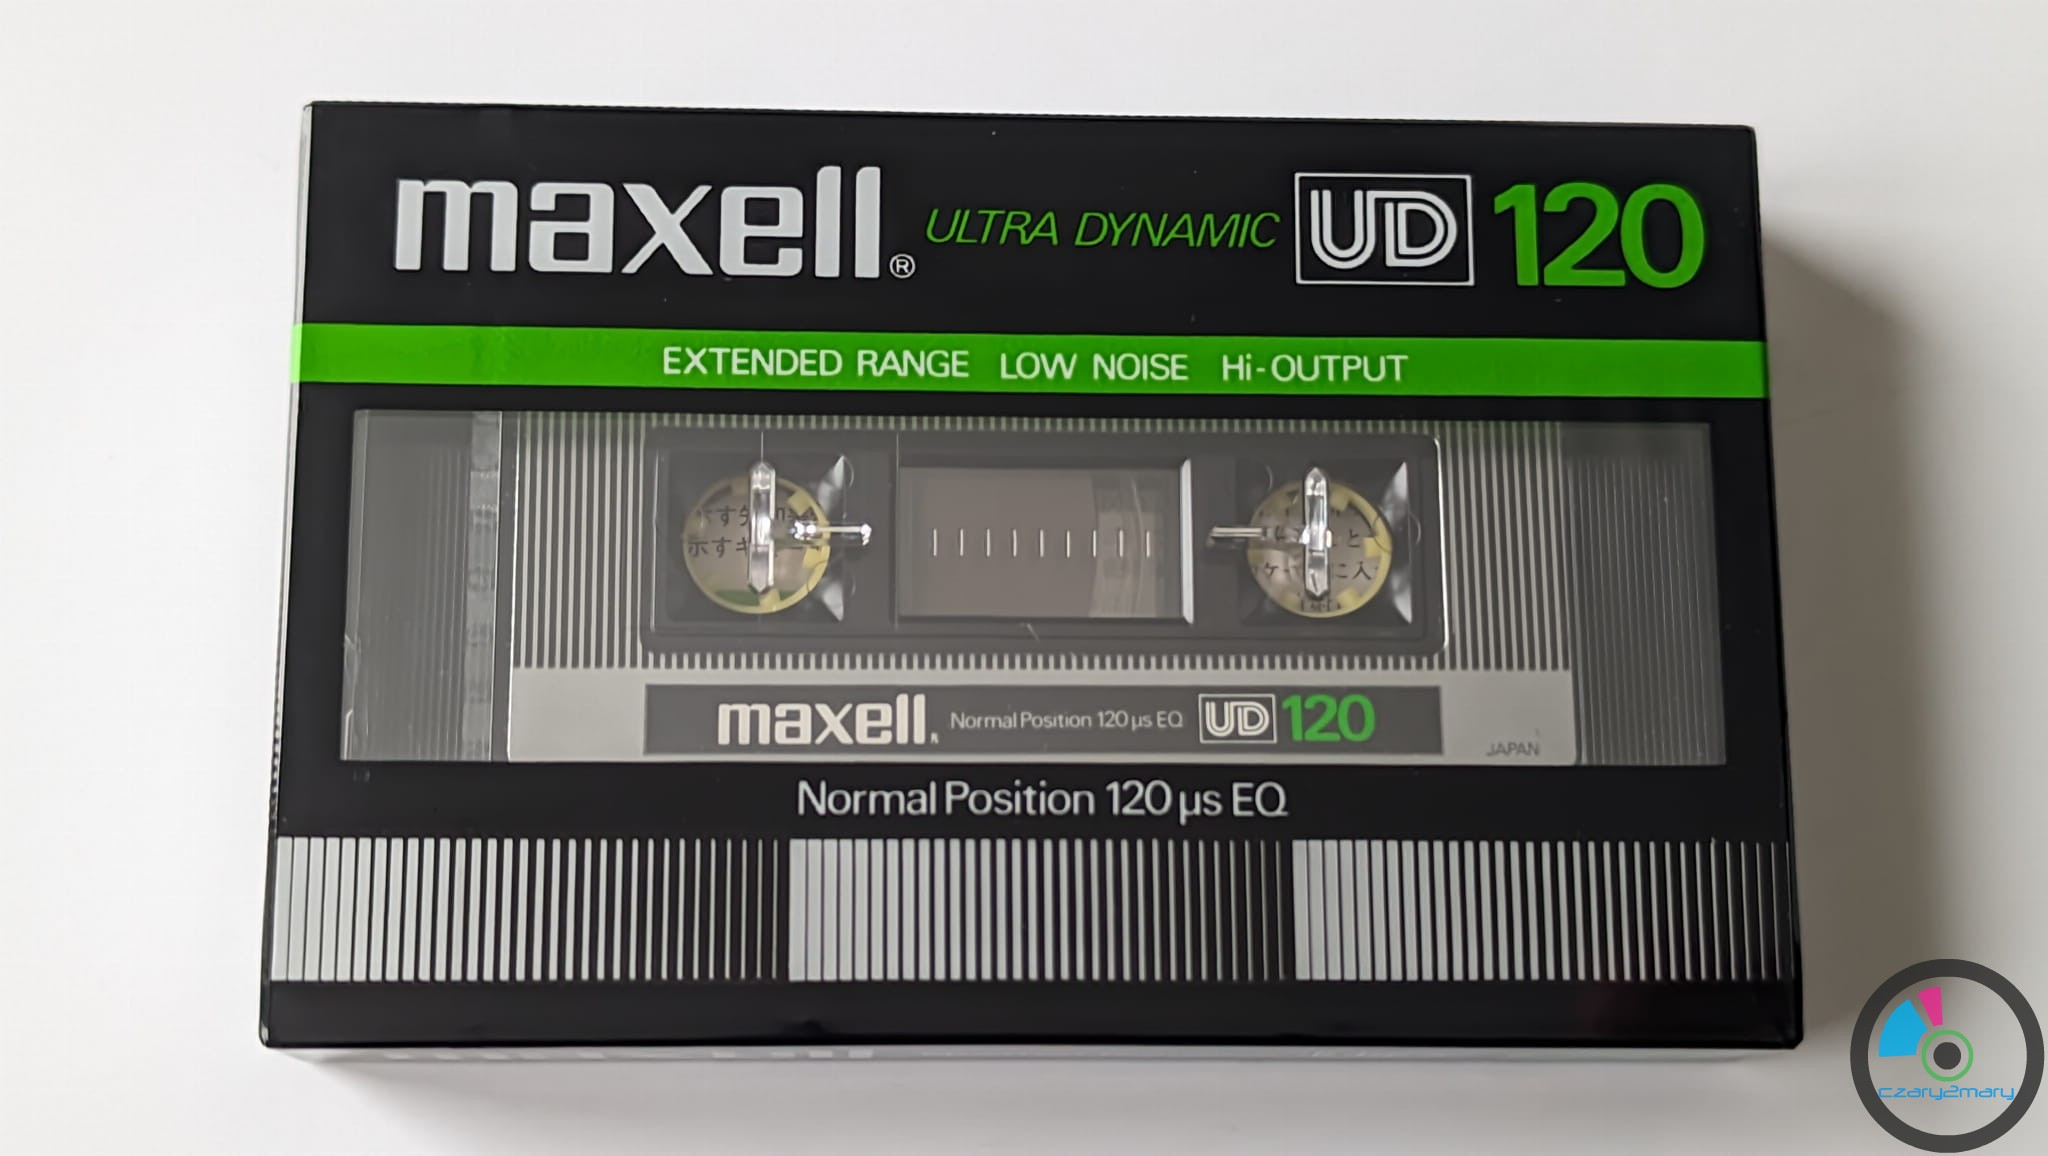 maxell® ULTRA DYNAMIC UD 120
EXTENDED RANGE LOW NOISE Hi-OUTPUT
maxell® Normal Position 120 µs EQ UD 120
JAPAN
Normal Position 120 µs EQ
czary2mary